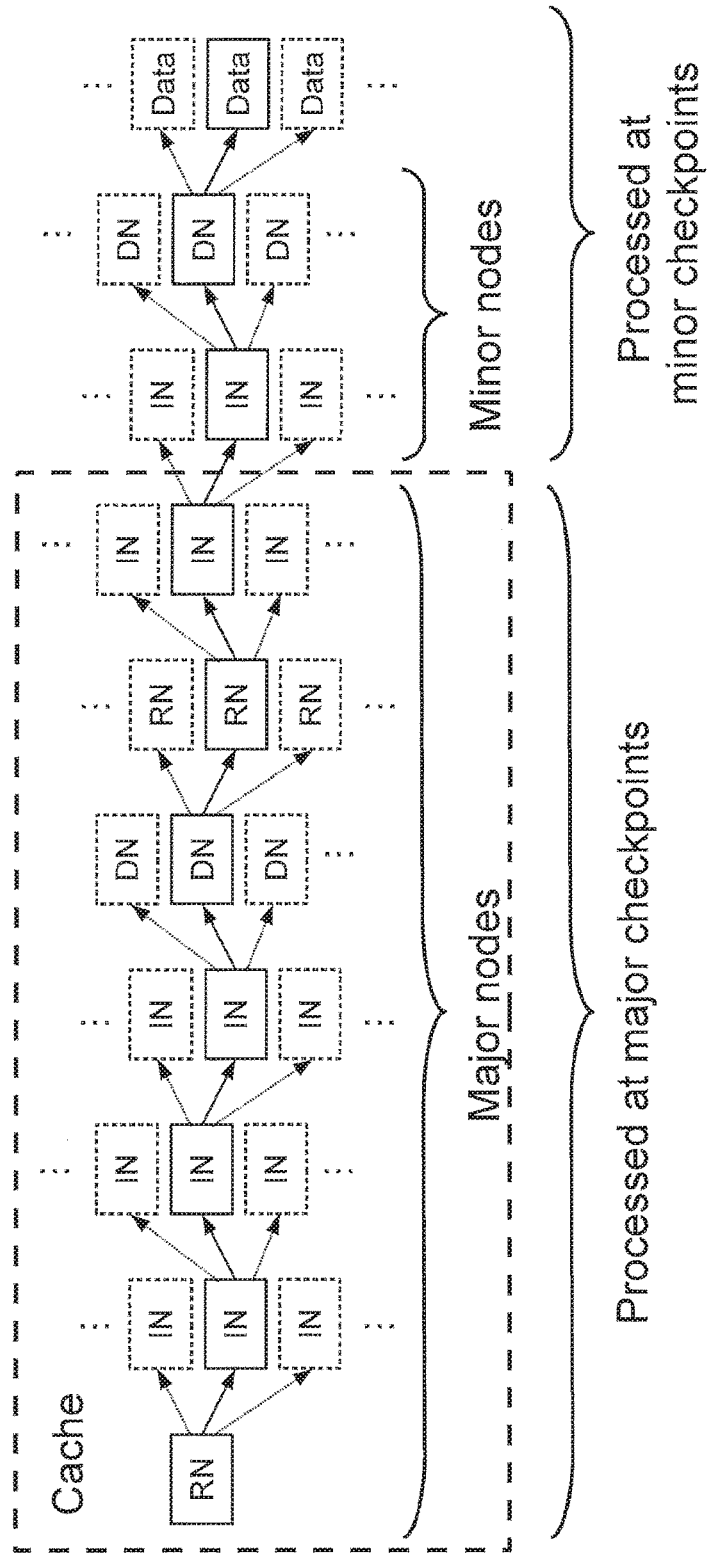 Cache
RN
IN
IN
IN
IN
IN
IN
IN
IN
IN
DN
DN
DN
RN
RN
RN
IN
IN
IN
IN
IN
IN
DN
DN
DN
Data
Data
Data
Major nodes
Minor nodes
Processed at major checkpoints
Processed at
minor checkpoints